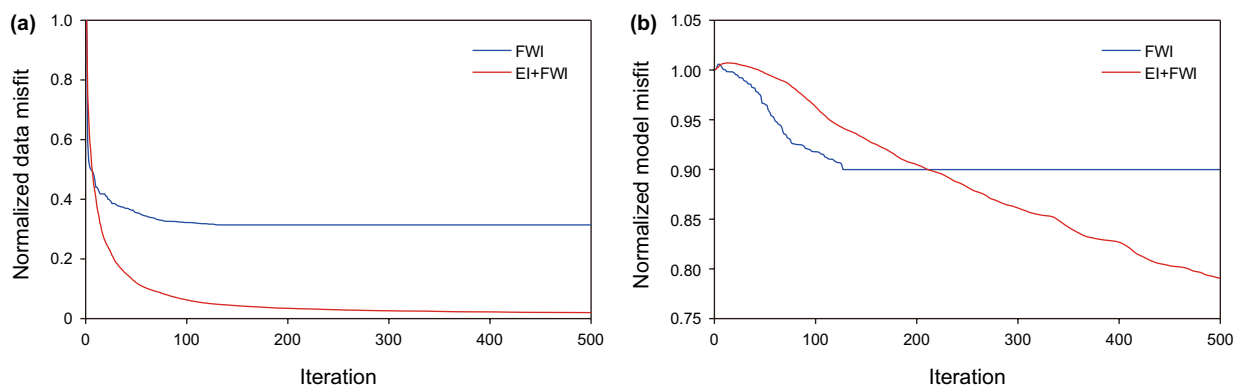 (a)
Normalized data misfit
1.0
0.8
0.6
0.4
0.2
0
0 100 200 300 400 500
Iteration
FWI
EI+FWI
(b)
Normalized model misfit
1.05
1.00
0.95
0.90
0.85
0.80
0.75
0 100 200 300 400 500
Iteration
FWI
EI+FWI